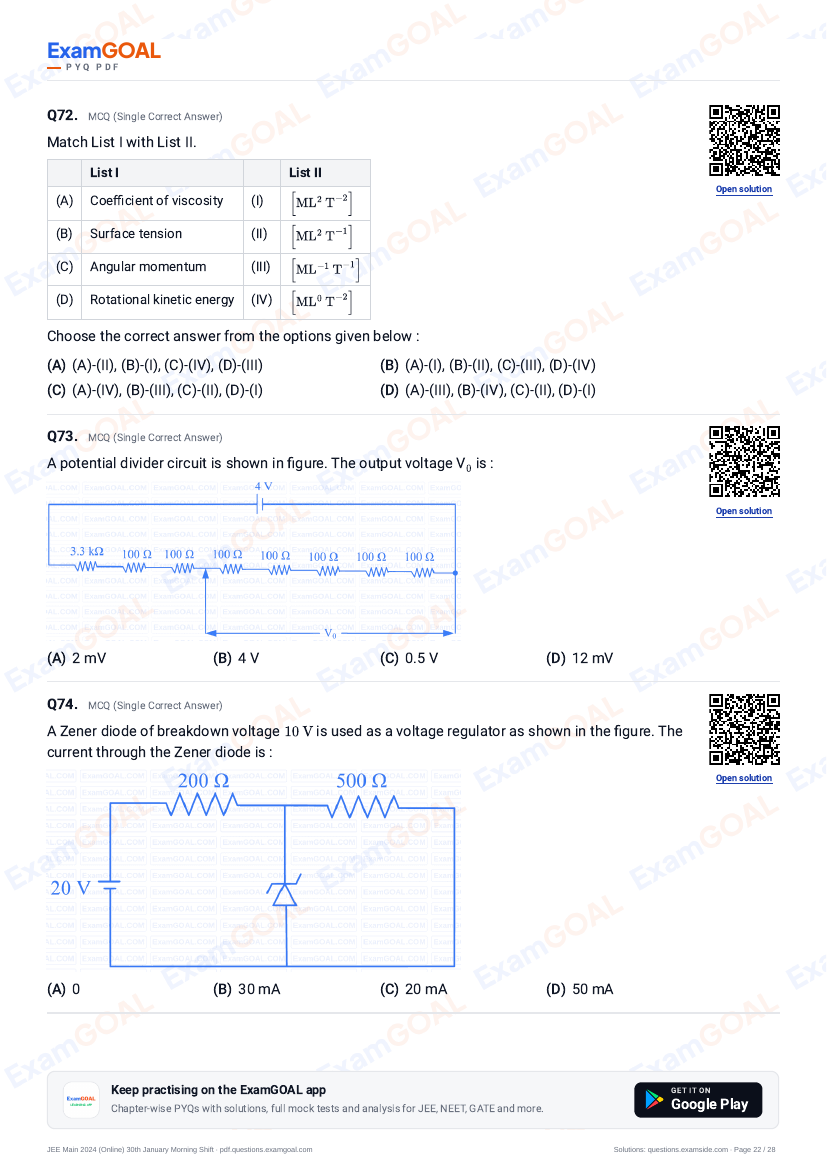 ExamGOAL
PYQ PDF
Q72. MCQ (Single Correct Answer)
Match List I with List II.
List I List II
(A) Coefficient of viscosity (I) [ML² T⁻²]
(B) Surface tension (II) [ML² T⁻¹]
(C) Angular momentum (III) [ML⁻¹ T⁻¹]
(D) Rotational kinetic energy (IV) [ML⁰ T⁻²]
Open solution
Choose the correct answer from the options given below :
(A) (A)-(II), (B)-(I), (C)-(IV), (D)-(III) (B) (A)-(I), (B)-(II), (C)-(III), (D)-(IV)
(C) (A)-(IV), (B)-(III), (C)-(II), (D)-(I) (D) (A)-(III), (B)-(IV), (C)-(II), (D)-(I)
Q73. MCQ (Single Correct Answer)
A potential divider circuit is shown in figure. The output voltage V₀ is :
Open solution
4 V
3.3 kΩ 100 Ω 100 Ω 100 Ω 100 Ω 100 Ω 100 Ω 100 Ω
V₀
(A) 2 mV (B) 4 V (C) 0.5 V (D) 12 mV
Q74. MCQ (Single Correct Answer)
A Zener diode of breakdown voltage 10 V is used as a voltage regulator as shown in the figure. The
current through the Zener diode is :
Open solution
200 Ω 500 Ω
20 V
(A) 0 (B) 30 mA (C) 20 mA (D) 50 mA
ExamGOAL
Keep practising on the ExamGOAL app
Chapter-wise PYQs with solutions, full mock tests and analysis for JEE, NEET, GATE and more.
GET IT ON
Google Play
JEE Main 2024 (Online) 30th January Morning Shift · pdf.questions.examgoal.com Solutions: questions.examside.com · Page 22 / 28